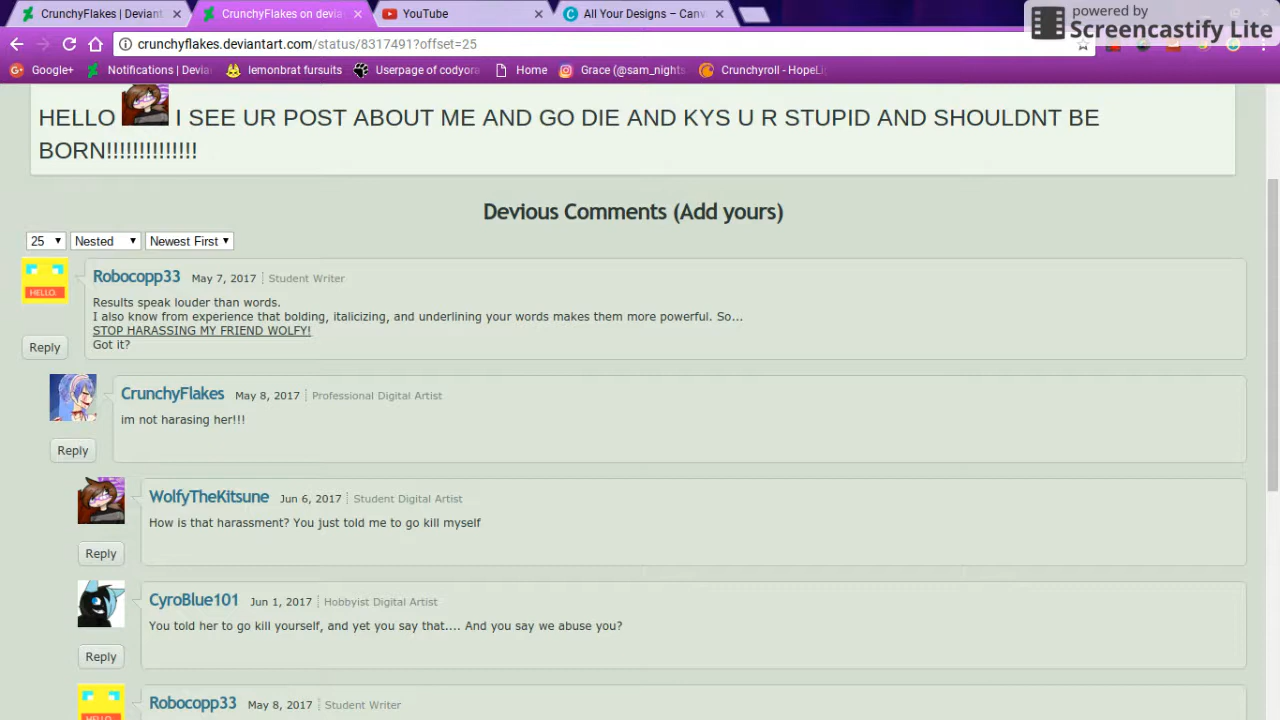 CrunchyFlakes | Deviant
CrunchyFlakes on devia
YouTube
All Your Designs – Canv
powered by
Screencastify Lite
crunchyflakes.deviantart.com/status/8317491?offset=25
Google+
Notifications | Devia
lemonbrat fursuits
Userpage of codyora
Home
Grace (@sam_nights
Crunchyroll - HopeLi
HELLO I SEE UR POST ABOUT ME AND GO DIE AND KYS U R STUPID AND SHOULDNT BE
BORN!!!!!!!!!!!!!!
Devious Comments (Add yours)
25 Nested Newest First
Robocopp33 May 7, 2017 Student Writer
HELLO.
Results speak louder than words.
I also know from experience that bolding, italicizing, and underlining your words makes them more powerful. So...
STOP HARASSING MY FRIEND WOLFY!
Got it?
Reply
CrunchyFlakes May 8, 2017 Professional Digital Artist
im not harasing her!!!
Reply
WolfyTheKitsune Jun 6, 2017 Student Digital Artist
How is that harassment? You just told me to go kill myself
Reply
CyroBlue101 Jun 1, 2017 Hobbyist Digital Artist
You told her to go kill yourself, and yet you say that.... And you say we abuse you?
Reply
Robocopp33 May 8, 2017 Student Writer
HELLO.